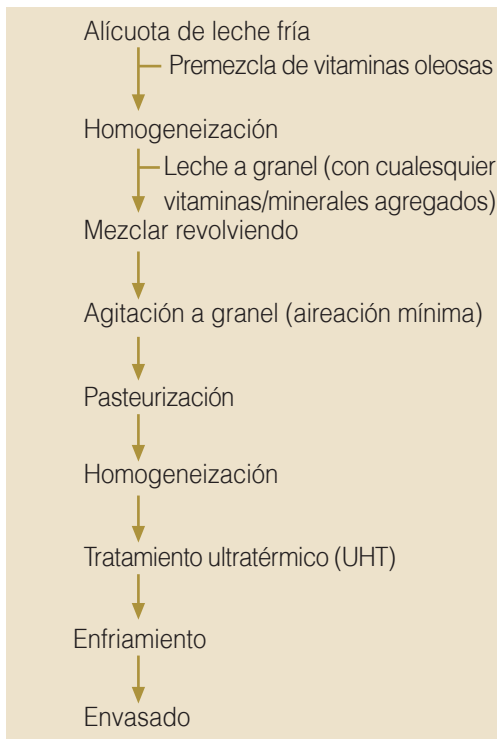 Alícuota de leche fría
Premezcla de vitaminas oleosas
Homogeneización
Leche a granel (con cualesquier
vitaminas/minerales agregados)
Mezclar revolviendo
Agitación a granel (aireación mínima)
Pasteurización
Homogeneización
Tratamiento ultratérmico (UHT)
Enfriamiento
Envasado